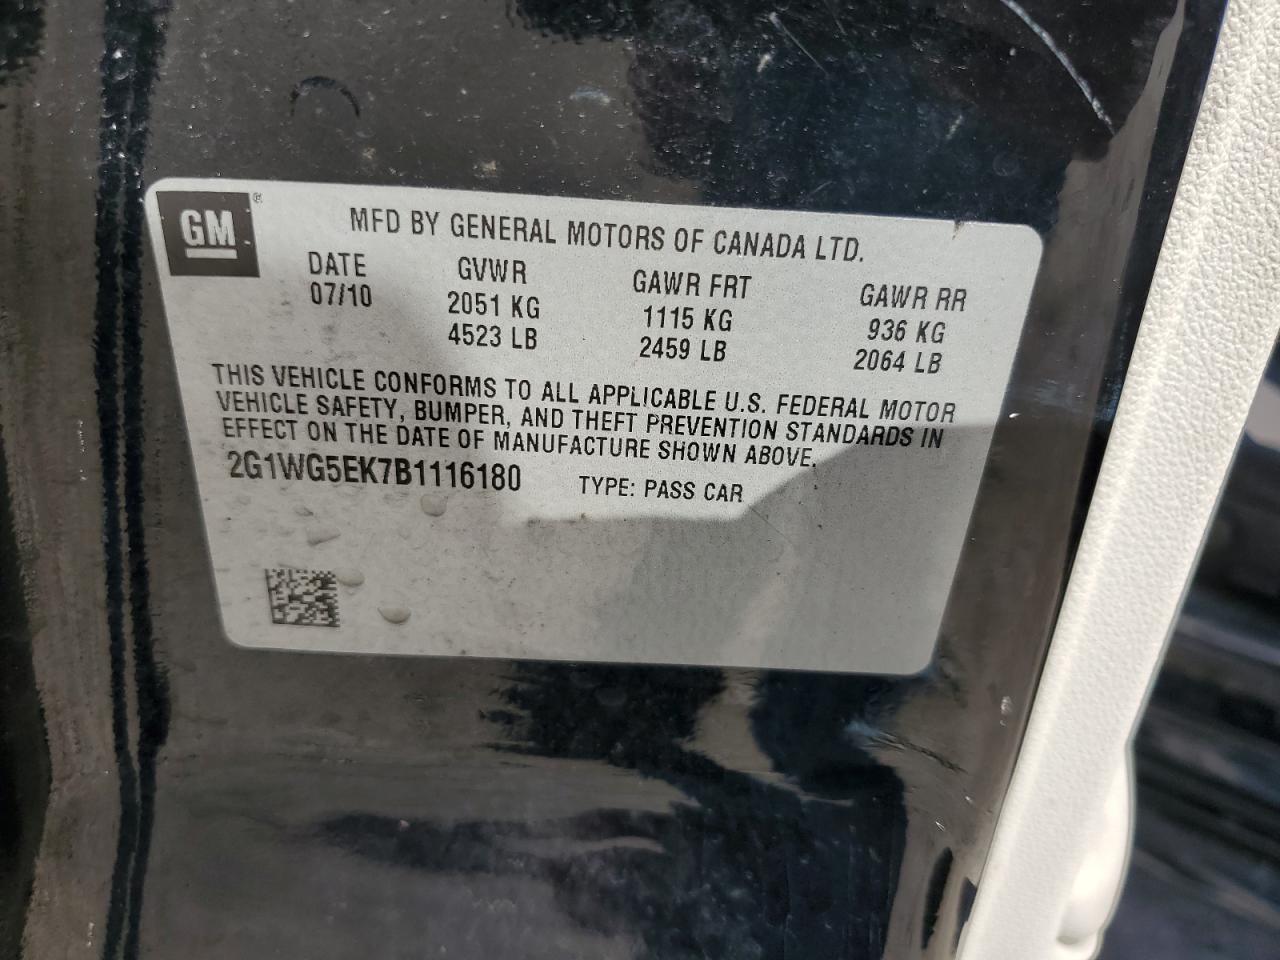 GM ®
MFD BY GENERAL MOTORS OF CANADA LTD.
DATE GVWR GAWR FRT GAWR RR
07/10 2051 KG 1115 KG 936 KG
4523 LB 2459 LB 2064 LB
THIS VEHICLE CONFORMS TO ALL APPLICABLE U.S. FEDERAL MOTOR
VEHICLE SAFETY, BUMPER, AND THEFT PREVENTION STANDARDS IN
EFFECT ON THE DATE OF MANUFACTURE SHOWN ABOVE.
2G1WG5EK7B1116180 TYPE: PASS CAR